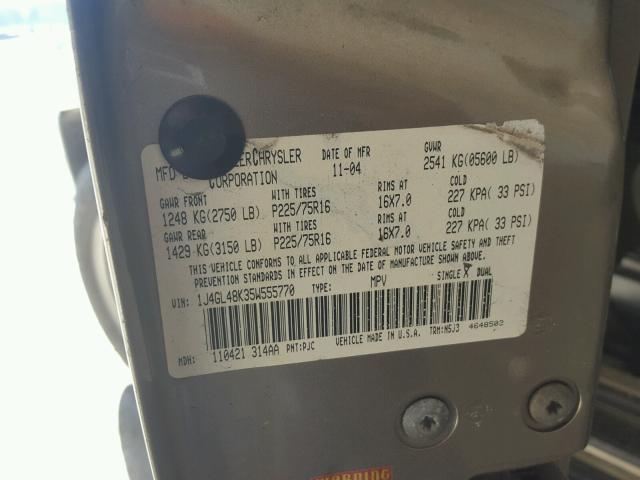 MFD ERCHRYSLER DATE OF MFR GVWR
CORPORATION 11-04 2541 KG(05600 LB)
GAWR FRONT WITH TIRES RIMS AT COLD
1248 KG(2750 LB) P225/75R16 16X7.0 227 KPA( 33 PSI)
GAWR REAR WITH TIRES RIMS AT COLD
1429 KG(3150 LB) P225/75R16 16X7.0 227 KPA( 33 PSI)
THIS VEHICLE CONFORMS TO ALL APPLICABLE FEDERAL MOTOR VEHICLE SAFETY AND THEFT
PREVENTION STANDARDS IN EFFECT ON THE DATE OF MANUFACTURE SHOWN ABOVE.
VIN: 1J4GL48K35W555770 TYPE: MPV SINGLE X DUAL
MDH: 110421 314AA PNT:PJC VEHICLE MADE IN U.S.A. TRM:N5J3 4648502
WARNING